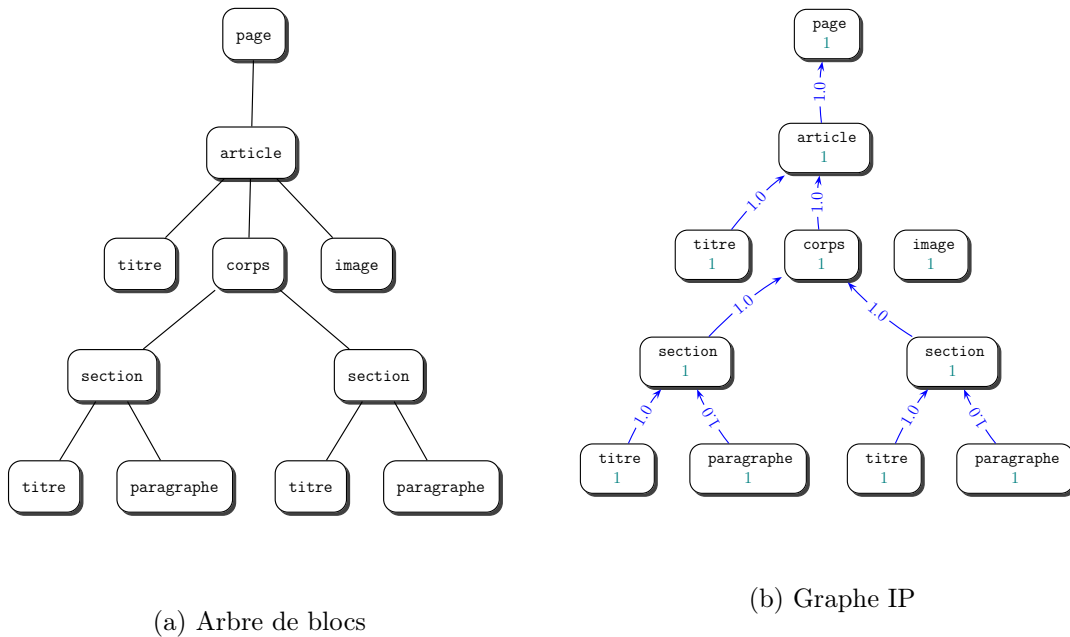 page
article
titre corps image
section section
titre paragraphe titre paragraphe
(a) Arbre de blocs
page
1
1.0
article
1
1.0 1.0
titre corps image
1 1 1
1.0 1.0
section section
1 1
1.0 1.0 1.0 1.0
titre paragraphe titre paragraphe
1 1 1 1
(b) Graphe IP